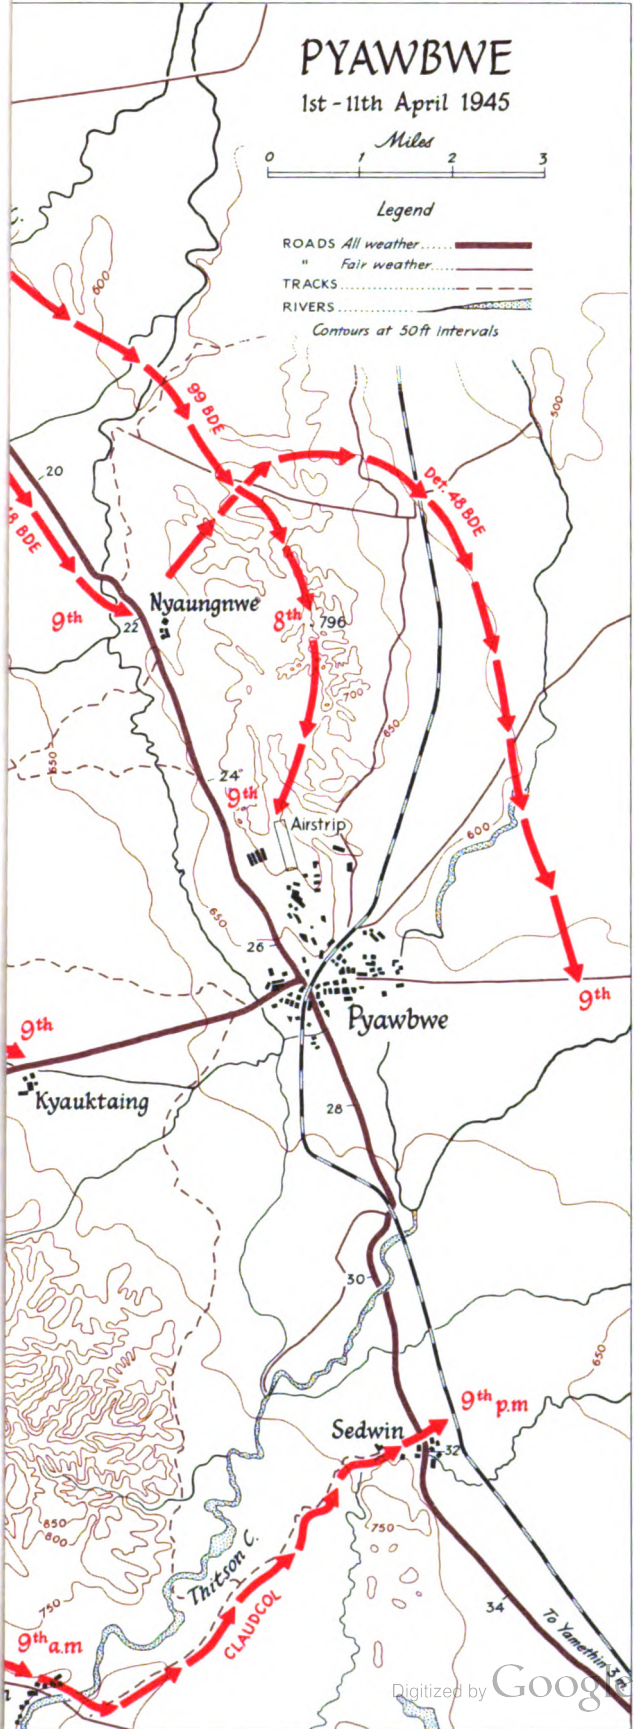 PYAWBWE
1st - 11th April 1945
Miles
0 1 2 3
Legend
ROADS All weather......
" Fair weather....
TRACKS....................
RIVERS.................
Contours at 50ft intervals
600
500
99 BDE
20
Det. 48 BDE
BDE
9th
Nyaungnwe
22
8th
796
700
650
650
24
9th
Airstrip
600
650
26
9th
9th
Pyawbwe
Kyauktaing
28
30
650
9th p.m
Sedwin
32
850
800
750
750
Thitson C.
CLAUDCOL
34
To Yamethin 3 m
9th a.m
Digitized by Google